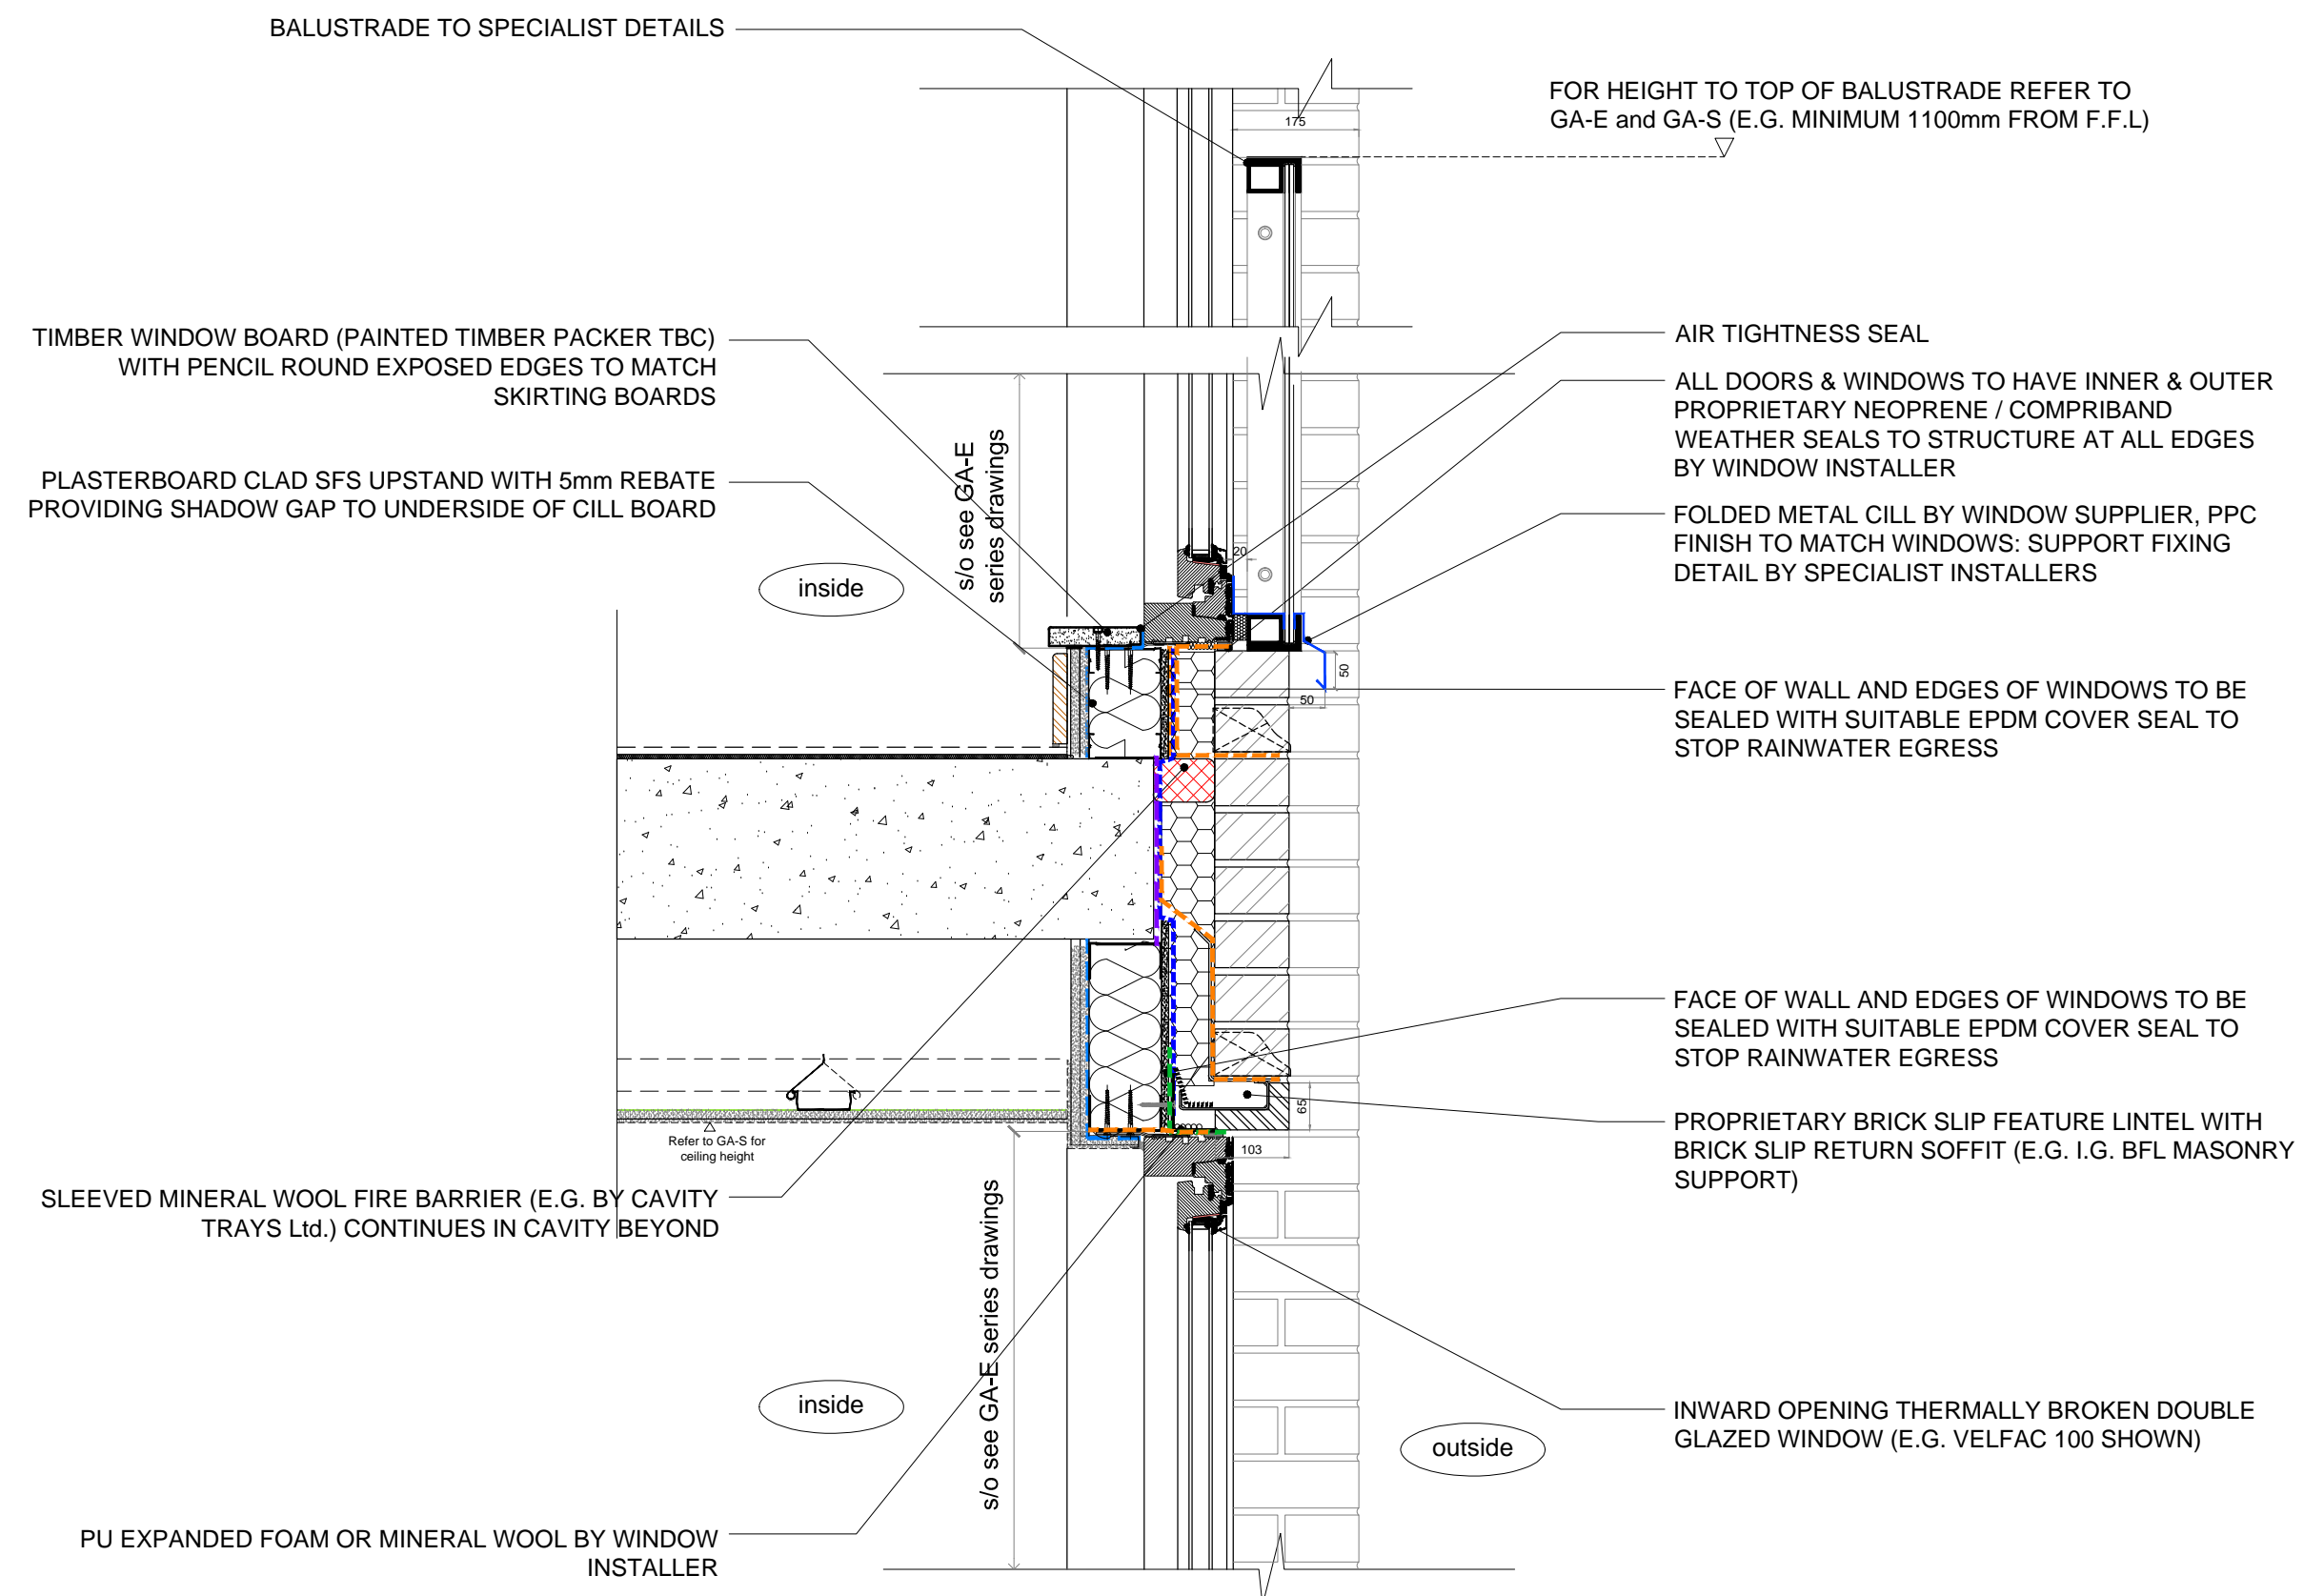 BALUSTRADE TO SPECIALIST DETAILS
FOR HEIGHT TO TOP OF BALUSTRADE REFER TO
GA-E and GA-S (E.G. MINIMUM 1100mm FROM F.F.L)
175
TIMBER WINDOW BOARD (PAINTED TIMBER PACKER TBC)
WITH PENCIL ROUND EXPOSED EDGES TO MATCH
SKIRTING BOARDS
PLASTERBOARD CLAD SFS UPSTAND WITH 5mm REBATE
PROVIDING SHADOW GAP TO UNDERSIDE OF CILL BOARD
s/o see GA-E
series drawings
inside
20
AIR TIGHTNESS SEAL
ALL DOORS & WINDOWS TO HAVE INNER & OUTER
PROPRIETARY NEOPRENE / COMPRIBAND
WEATHER SEALS TO STRUCTURE AT ALL EDGES
BY WINDOW INSTALLER
FOLDED METAL CILL BY WINDOW SUPPLIER, PPC
FINISH TO MATCH WINDOWS: SUPPORT FIXING
DETAIL BY SPECIALIST INSTALLERS
50
50
FACE OF WALL AND EDGES OF WINDOWS TO BE
SEALED WITH SUITABLE EPDM COVER SEAL TO
STOP RAINWATER EGRESS
FACE OF WALL AND EDGES OF WINDOWS TO BE
SEALED WITH SUITABLE EPDM COVER SEAL TO
STOP RAINWATER EGRESS
65
103
PROPRIETARY BRICK SLIP FEATURE LINTEL WITH
BRICK SLIP RETURN SOFFIT (E.G. I.G. BFL MASONRY
SUPPORT)
Refer to GA-S for
ceiling height
SLEEVED MINERAL WOOL FIRE BARRIER (E.G. BY CAVITY
TRAYS Ltd.) CONTINUES IN CAVITY BEYOND
s/o see GA-E series drawings
inside
outside
INWARD OPENING THERMALLY BROKEN DOUBLE
GLAZED WINDOW (E.G. VELFAC 100 SHOWN)
PU EXPANDED FOAM OR MINERAL WOOL BY WINDOW
INSTALLER